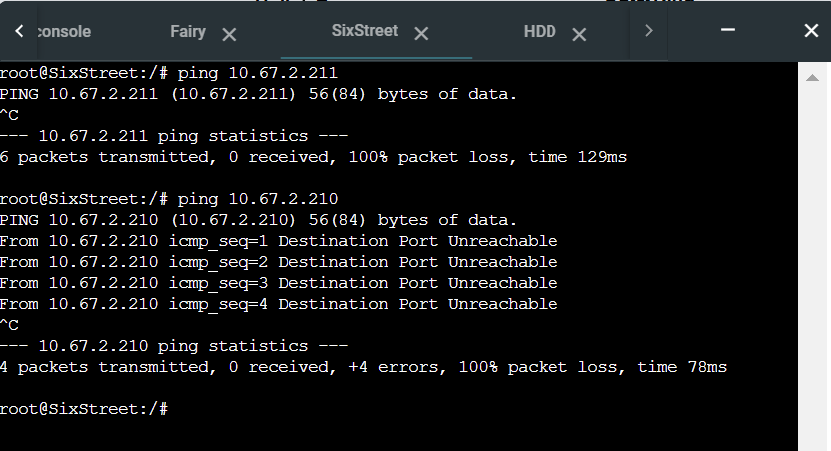 console Fairy SixStreet HDD
root@SixStreet:/# ping 10.67.2.211
PING 10.67.2.211 (10.67.2.211) 56(84) bytes of data.
^C
--- 10.67.2.211 ping statistics ---
6 packets transmitted, 0 received, 100% packet loss, time 129ms
root@SixStreet:/# ping 10.67.2.210
PING 10.67.2.210 (10.67.2.210) 56(84) bytes of data.
From 10.67.2.210 icmp_seq=1 Destination Port Unreachable
From 10.67.2.210 icmp_seq=2 Destination Port Unreachable
From 10.67.2.210 icmp_seq=3 Destination Port Unreachable
From 10.67.2.210 icmp_seq=4 Destination Port Unreachable
^C
--- 10.67.2.210 ping statistics ---
4 packets transmitted, 0 received, +4 errors, 100% packet loss, time 78ms
root@SixStreet:/#